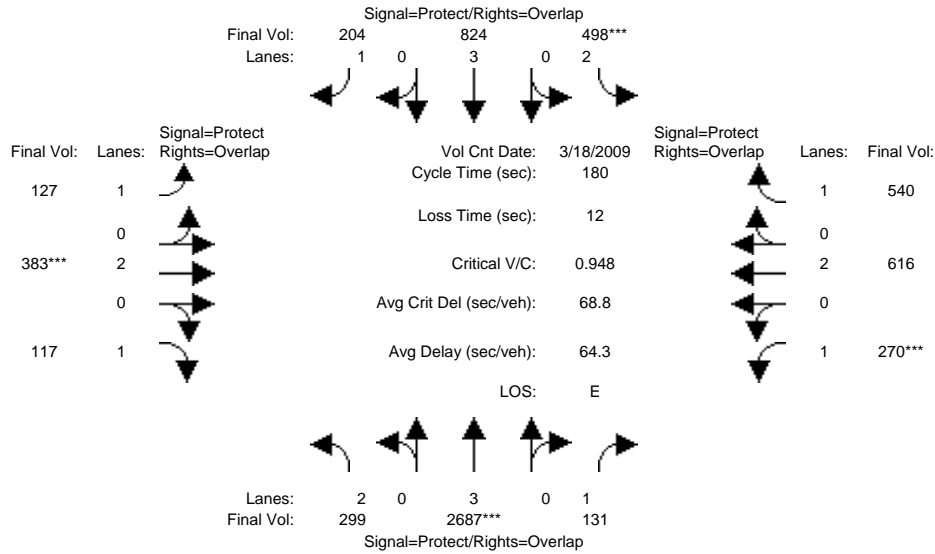 Signal=Protect/Rights=Overlap
Final Vol: 204 824 498***
Lanes: 1 0 3 0 2
Signal=Protect Signal=Protect
Final Vol: Lanes: Rights=Overlap Vol Cnt Date: 3/18/2009 Rights=Overlap Lanes: Final Vol:
Cycle Time (sec): 180
127 1 1 540
Loss Time (sec): 12
0 0
383*** 2 Critical V/C: 0.948 2 616
0 Avg Crit Del (sec/veh): 68.8 0
117 1 Avg Delay (sec/veh): 64.3 1 270***
LOS: E
Lanes: 2 0 3 0 1
Final Vol: 299 2687*** 131
Signal=Protect/Rights=Overlap